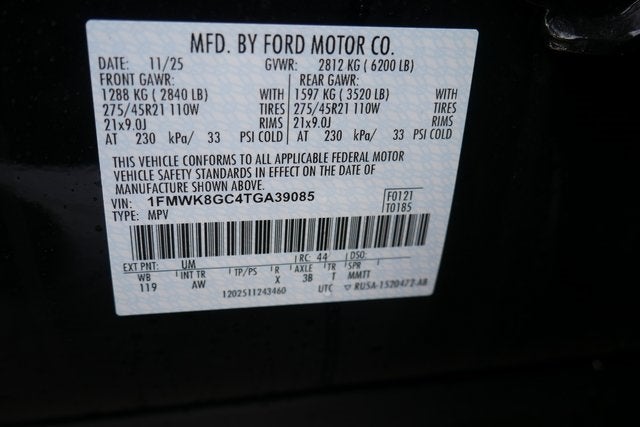 MFD. BY FORD MOTOR CO.
DATE: 11/25 GVWR: 2812 KG ( 6200 LB)
FRONT GAWR: REAR GAWR:
1288 KG ( 2840 LB) WITH 1597 KG ( 3520 LB) WITH
275/45R21 110W TIRES 275/45R21 110W TIRES
21x9.0J RIMS 21x9.0J RIMS
AT 230 kPa/ 33 PSI COLD AT 230 kPa/ 33 PSI COLD
THIS VEHICLE CONFORMS TO ALL APPLICABLE FEDERAL MOTOR
VEHICLE SAFETY STANDARDS IN EFFECT ON THE DATE OF
MANUFACTURE SHOWN ABOVE.
VIN: 1FMWK8GC4TGA39085 F0121
TYPE: MPV T0185
EXT PNT: UM RC: 44 DSO:
WB INT TR TP/PS R AXLE TR SPR
119 AW X 3B T MMTT
1202511243460 UTC ▽ RUSA-1520472-AB